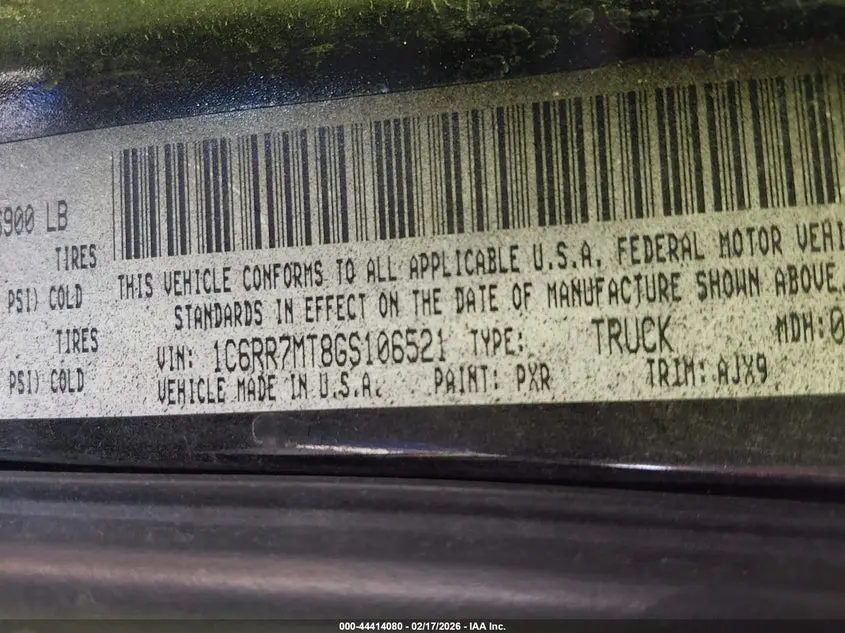 6900 LB
TIRES
PSI) COLD
TIRES
PSI) COLD
THIS VEHICLE CONFORMS TO ALL APPLICABLE U.S.A. FEDERAL MOTOR VEHI
STANDARDS IN EFFECT ON THE DATE OF MANUFACTURE SHOWN ABOVE.
VIN: 1C6RR7MT8GS106521 TYPE: TRUCK MDH:0
VEHICLE MADE IN U.S.A. PAINT: PXR TRIM: AJX9
000-44414080 - 02/17/2026 - IAA Inc.